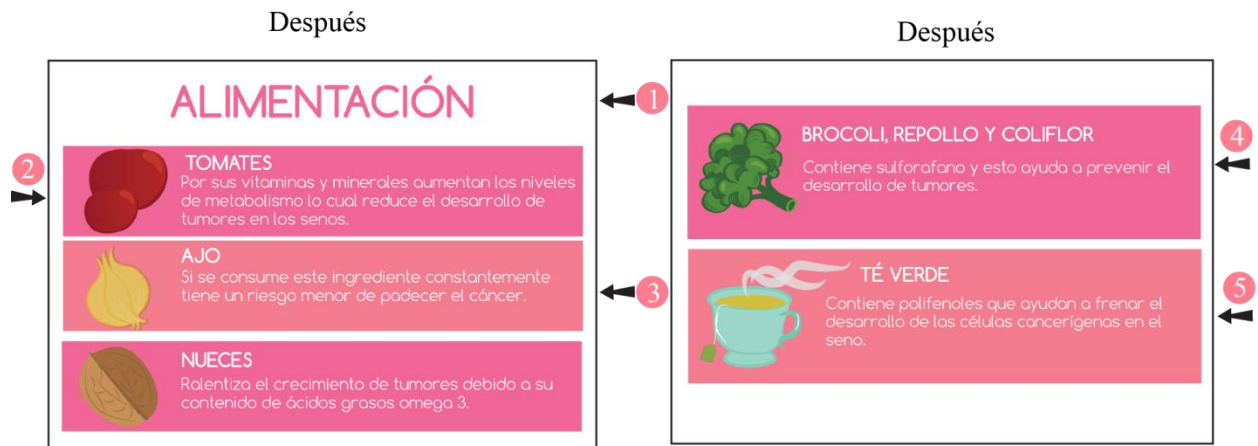 Después
ALIMENTACIÓN
1
2
TOMATES
Por sus vitaminas y minerales aumentan los niveles
de metabolismo lo cual reduce el desarrollo de
tumores en los senos.
AJO
Si se consume este ingrediente constantemente
tiene un riesgo menor de padecer el cáncer.
3
NUECES
Ralentiza el crecimiento de tumores debido a su
contenido de ácidos grasos omega 3.
Después
BROCOLI, REPOLLO Y COLIFLOR
4
Contiene sulforafano y esto ayuda a prevenir el
desarrollo de tumores.
TÉ VERDE
5
Contiene polifenoles que ayudan a frenar el
desarrollo de las células cancerígenas en el
seno.